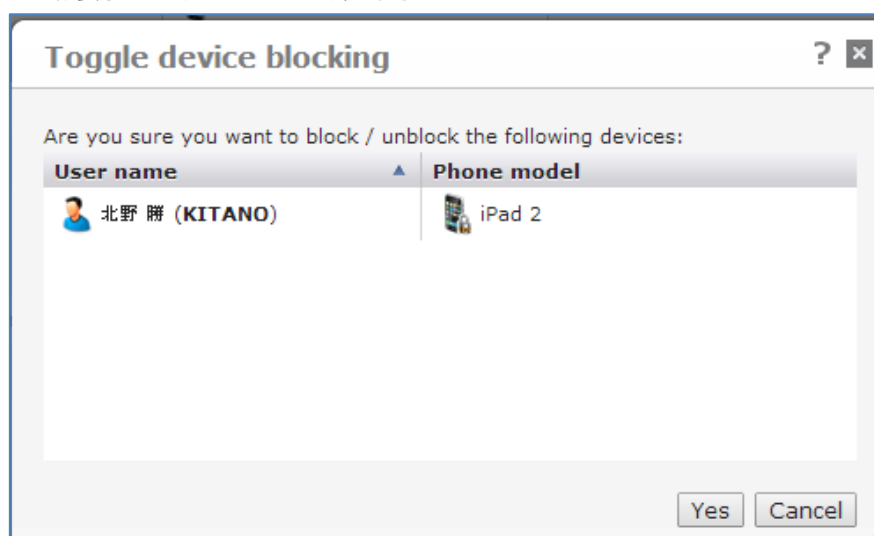 Toggle device blocking ?
Are you sure you want to block / unblock the following devices:
User name Phone model
北野 勝 (KITANO) iPad 2
Yes Cancel